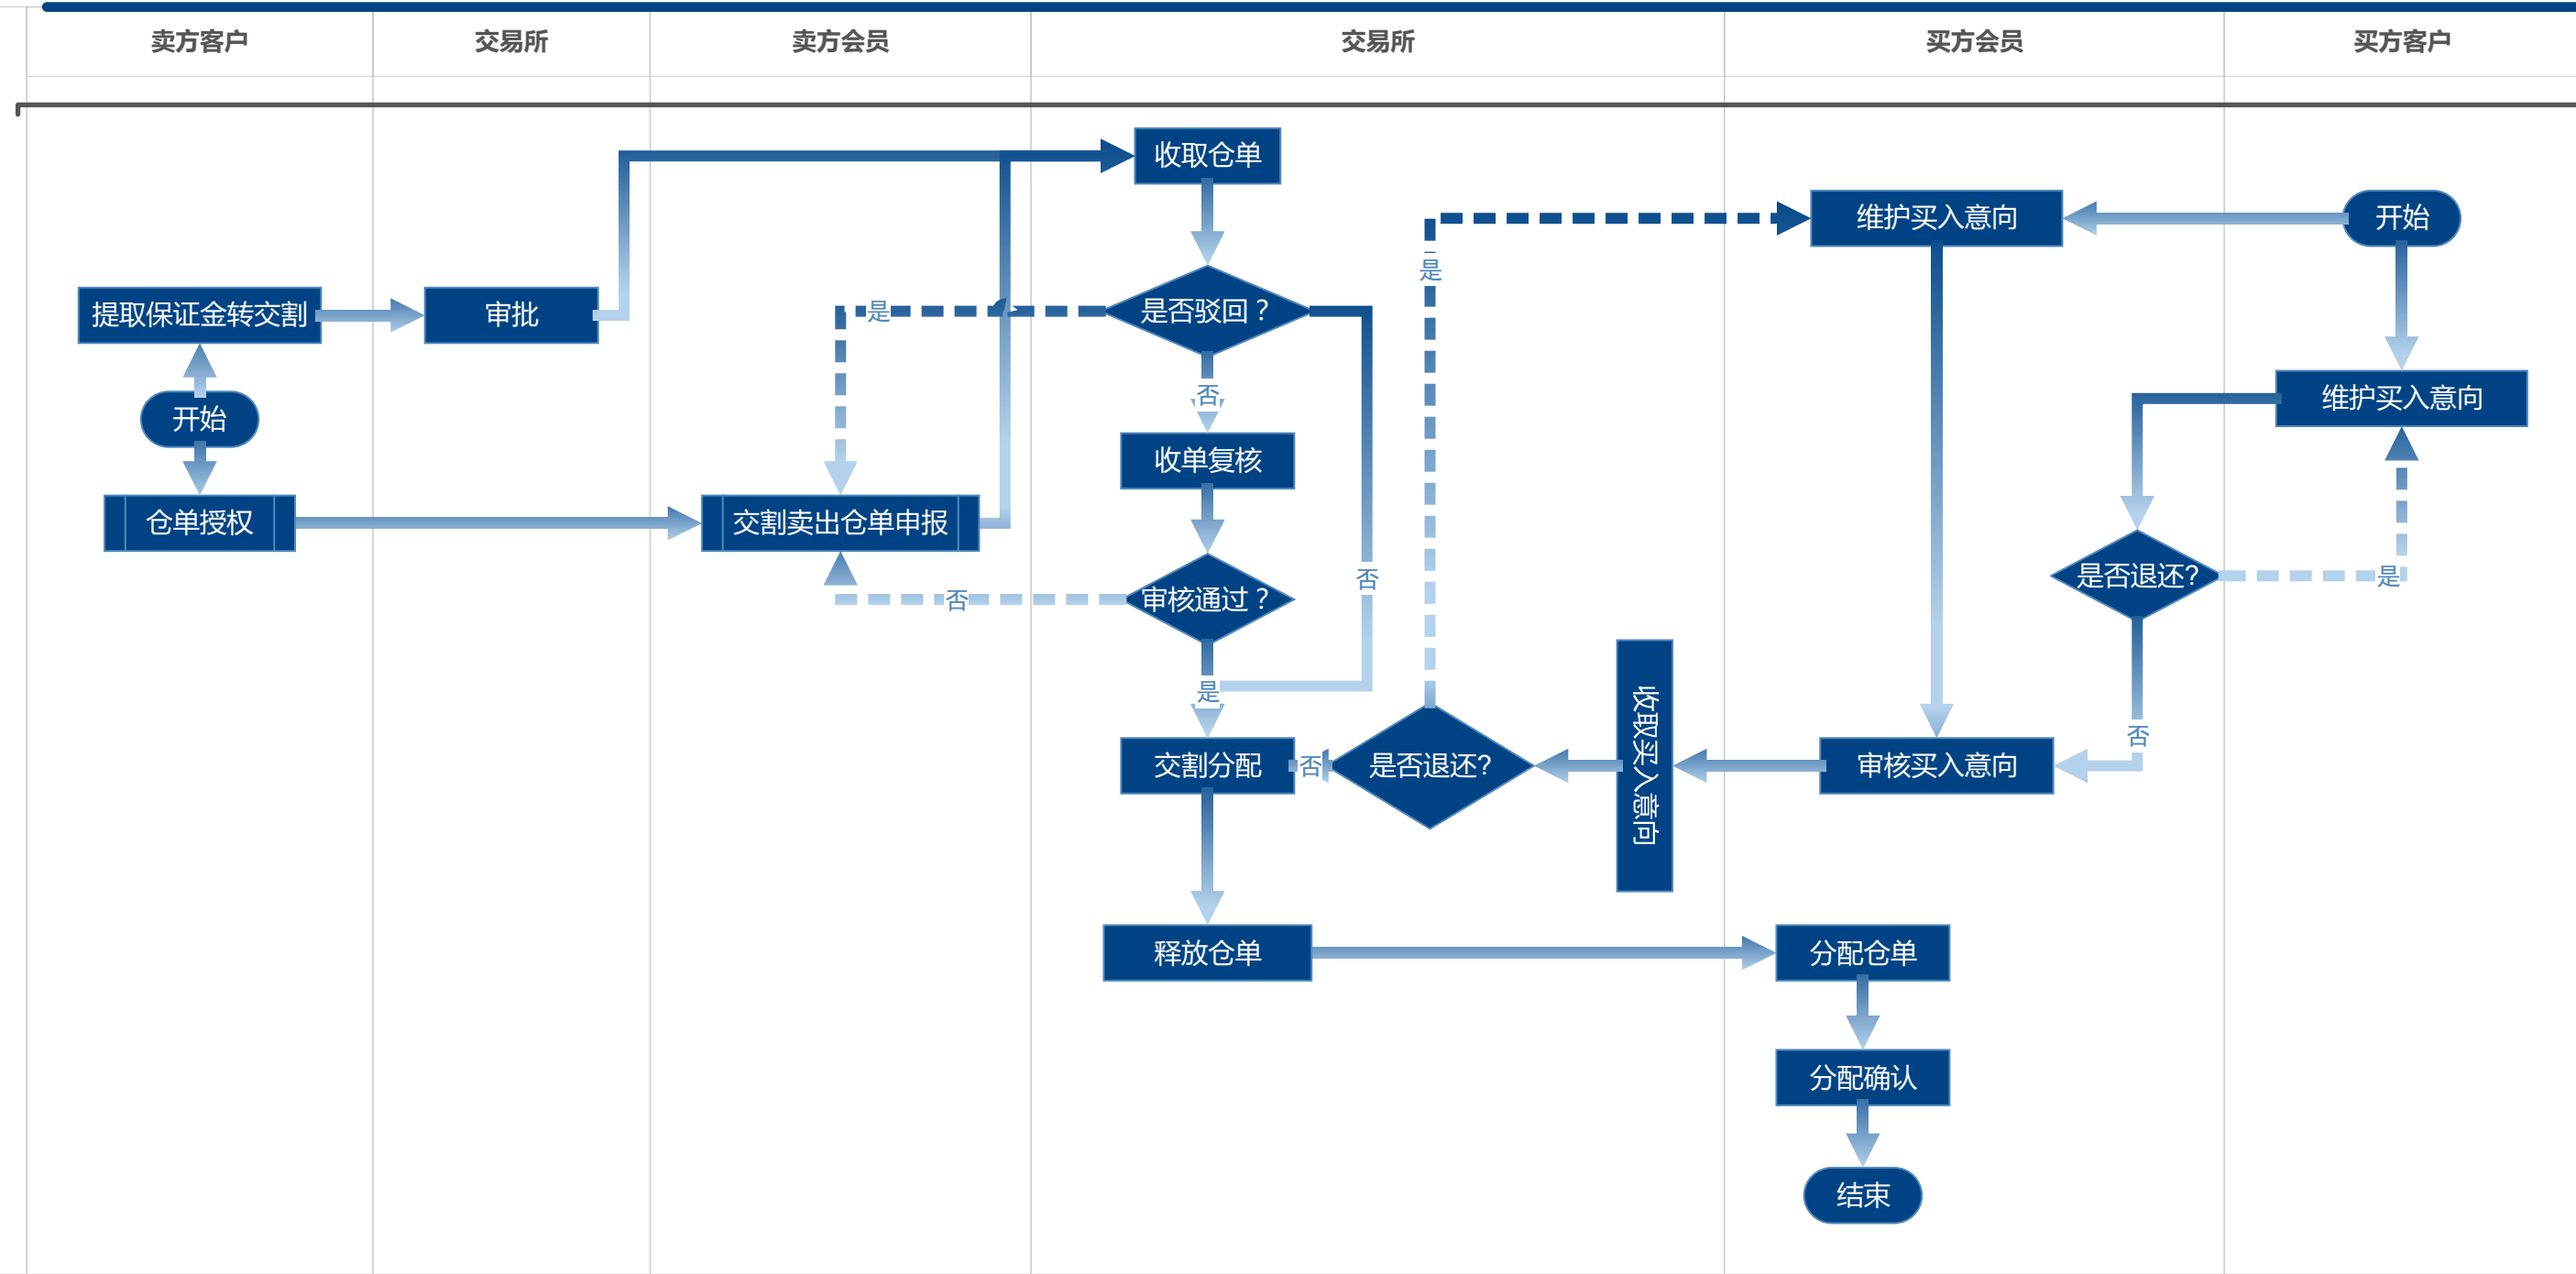 卖方客户
交易所
卖方会员
交易所
买方会员
买方客户
收取仓单
维护买入意向
开始
提取保证金转交割
审批
是
是否驳回？
是
开始
否
维护买入意向
收单复核
仓单授权
交割卖出仓单申报
否
是否退还?
是
否
审核通过？
是
否
交割分配
否
是否退还?
收取买入意向
审核买入意向
释放仓单
分配仓单
分配确认
结束